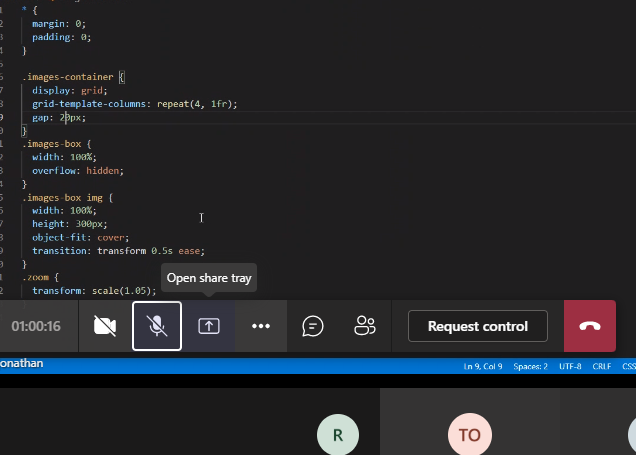 * {
margin: 0;
padding: 0;
}
.images-container {
display: grid;
grid-template-columns: repeat(4, 1fr);
gap: 20px;
}
.images-box {
width: 100%;
overflow: hidden;
}
.images-box img {
width: 100%;
height: 300px;
object-fit: cover;
transition: transform 0.5s ease;
}
.zoom {
transform: scale(1.05);
Open share tray
01:00:16
Request control
onathan
Ln 9, Col 9 Spaces: 2 UTF-8 CRLF CSS
R
TO